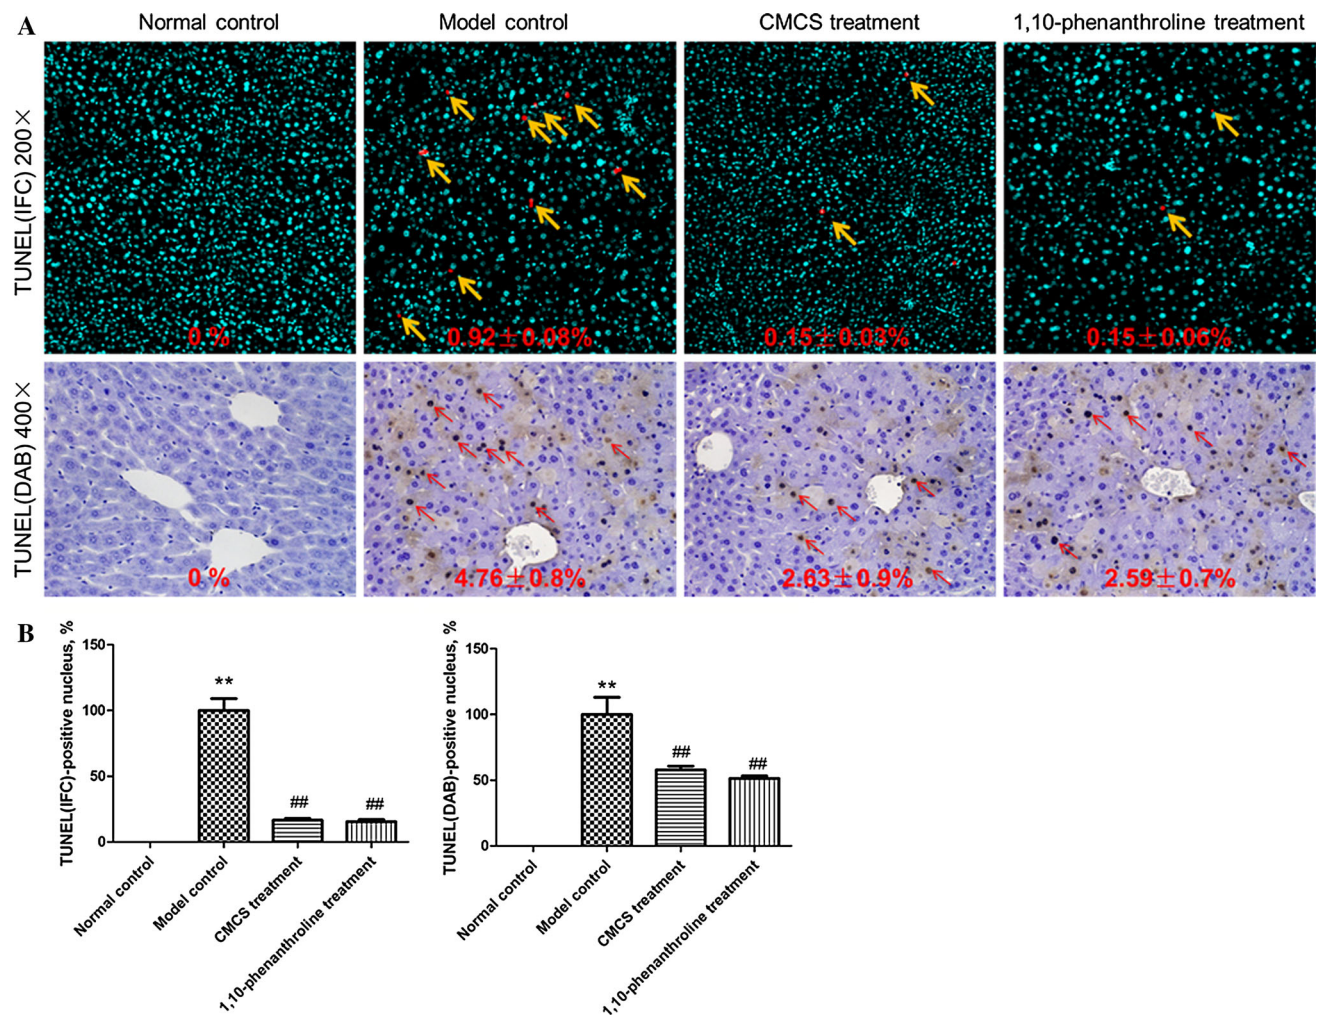 A
Normal control
Model control
CMCS treatment
1,10-phenanthroline treatment
TUNEL(IFC) 200×
0 %
0.92±0.08%
0.15±0.03%
0.15±0.06%
TUNEL(DAB) 400×
0 %
4.76±0.8%
2.63±0.9%
2.59±0.7%
B
TUNEL(IFC)-positive nucleus, %
150
100
50
0
**
##
##
Normal control
Model control
CMCS treatment
1,10-phenanthroline treatment
TUNEL(DAB)-positive nucleus, %
150
100
50
0
**
##
##
Normal control
Model control
CMCS treatment
1,10-phenanthroline treatment